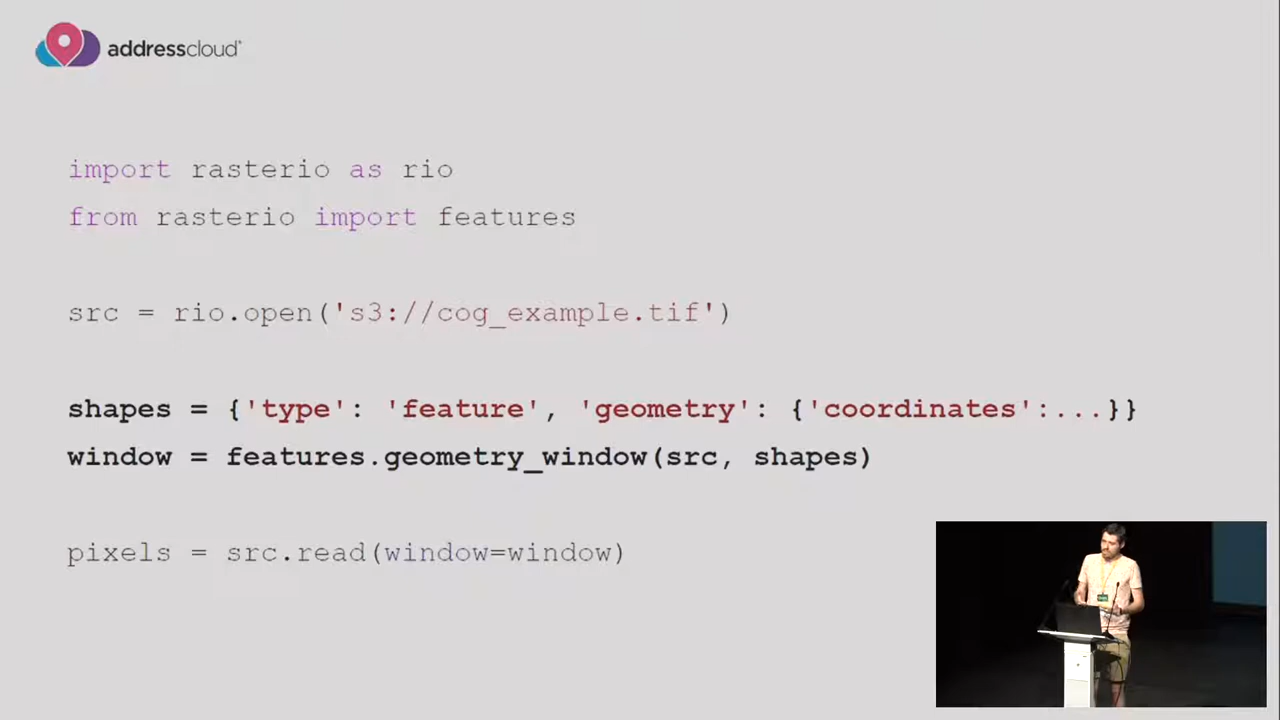 addresscloud
import rasterio as rio
from rasterio import features
src = rio.open('s3://cog_example.tif')
shapes = {'type': 'feature', 'geometry': {'coordinates':...}}
window = features.geometry_window(src, shapes)
pixels = src.read(window=window)